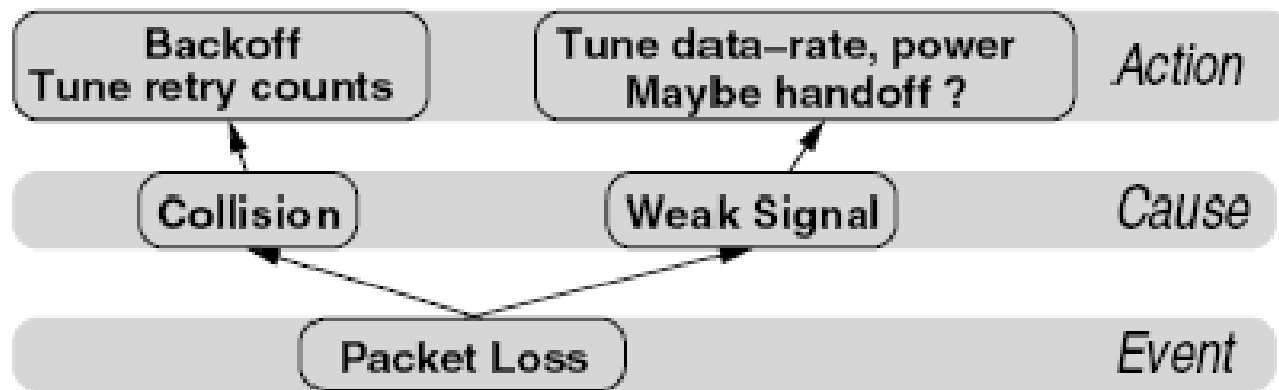 Backoff
Tune retry counts
Tune data–rate, power
Maybe handoff ?
Action
Collision
Weak Signal
Cause
Packet Loss
Event